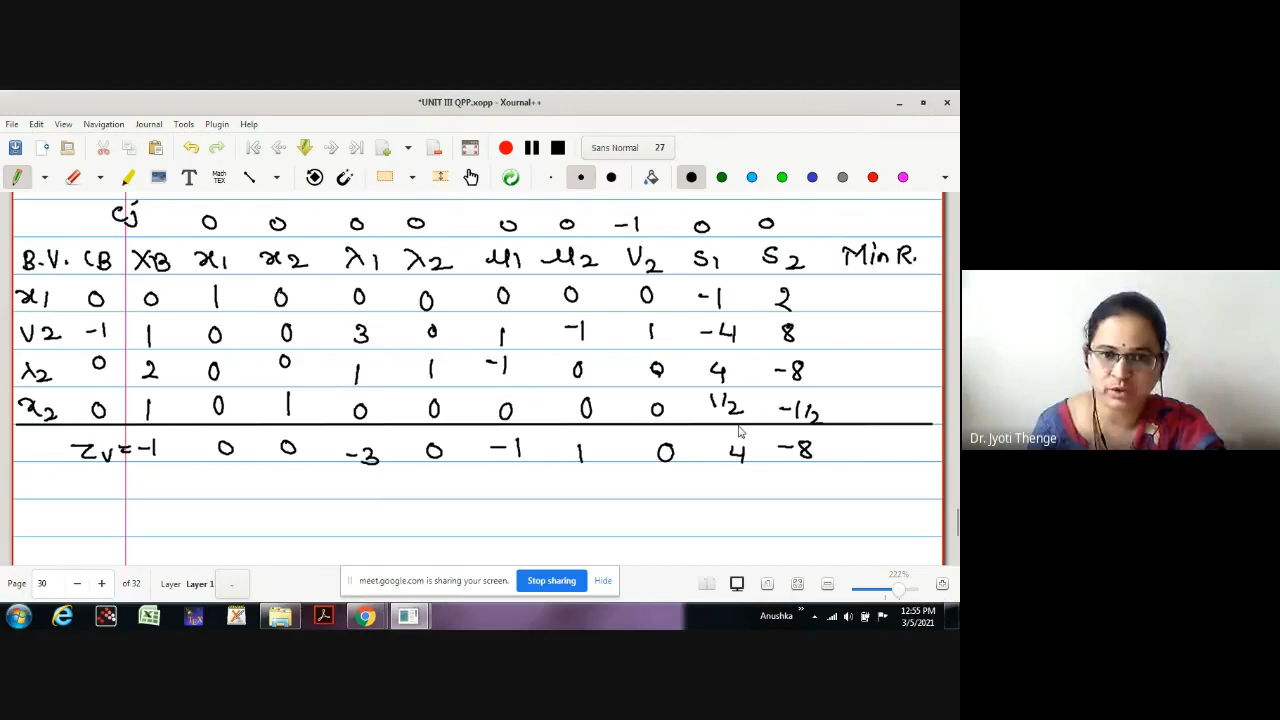 *UNIT III QPP.xopp - Xournal++
File Edit View Navigation Journal Tools Plugin Help
Sans Normal 27
Math TEX
Cj 0 0 0 0 0 0 -1 0 0
B.V. CB XB x1 x2 λ1 λ2 μ1 μ2 V2 S1 S2 Min R.
x1 0 0 1 0 0 0 0 0 0 -1 2
V2 -1 1 0 0 3 0 1 -1 1 -4 8
λ2 0 2 0 0 1 1 -1 0 0 4 -8
x2 0 1 0 1 0 0 0 0 0 1/2 -1/2
Zv = -1 0 0 -3 0 -1 1 0 4 -8
Dr. Jyoti Thenge
Page 30 of 32 Layer Layer 1
meet.google.com is sharing your screen. Stop sharing Hide
222%
Anushka
12:55 PM
3/5/2021